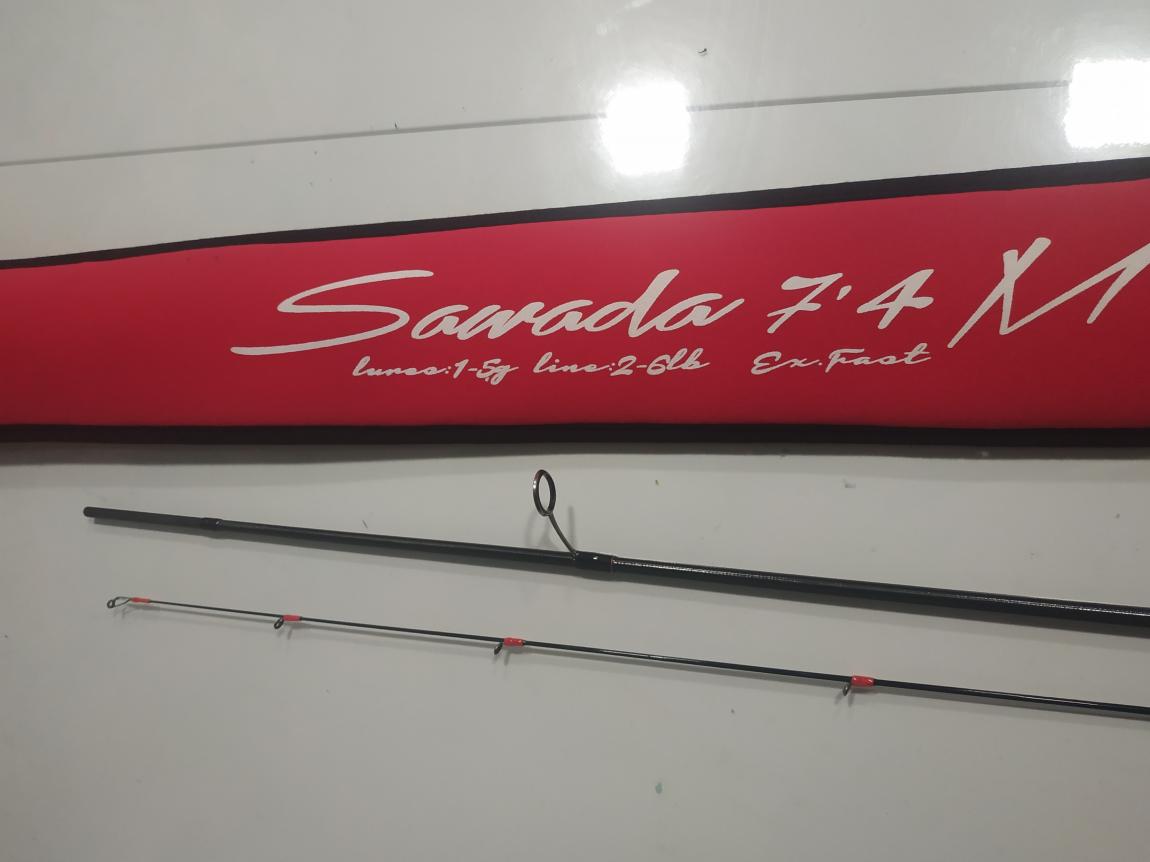 Sawada 7'4 M
lures:1-5g line:2-6lb Ex.Fast